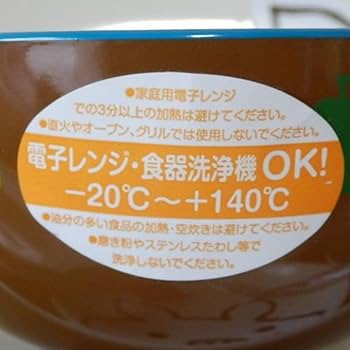 ●家庭用電子レンジ
での3分以上の加熱は避けてください。
●直火やオーブン、グリルでは使用しないでください。
電子レンジ・食器洗浄機 OK!
−20℃〜+140℃
●油分の多い食品の加熱・空炊きは避けてください。
●磨き粉やステンレスたわし等で
洗浄しないでください。